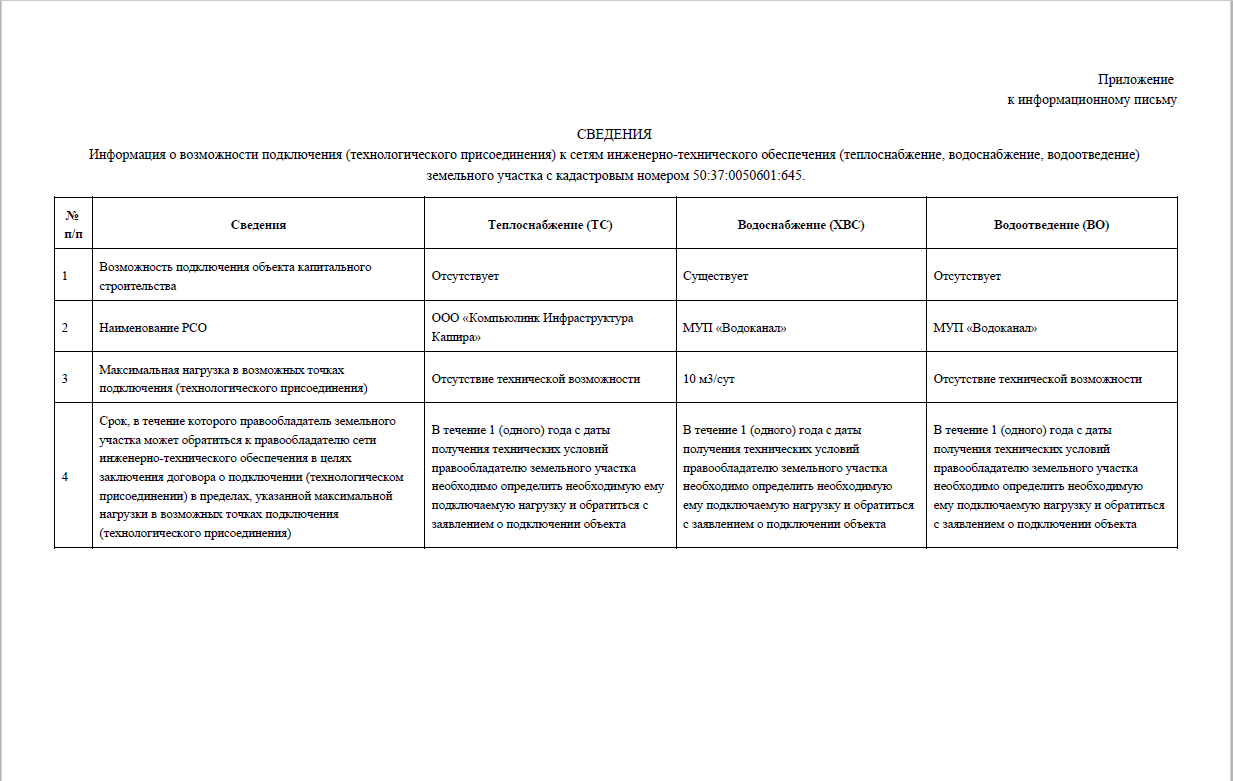 Приложение
к информационному письму
СВЕДЕНИЯ
Информация о возможности подключения (технологического присоединения) к сетям инженерно-технического обеспечения (теплоснабжение, водоснабжение, водоотведение)
земельного участка с кадастровым номером 50:37:0050601:645.
№
п/п
Сведения
Теплоснабжение (ТС)
Водоснабжение (ХВС)
Водоотведение (ВО)
1
Возможность подключения объекта капитального
строительства
Отсутствует
Существует
Отсутствует
2
Наименование РСО
ООО «Компьюлинк Инфраструктура
Кашира»
МУП «Водоканал»
МУП «Водоканал»
3
Максимальная нагрузка в возможных точках
подключения (технологического присоединения)
Отсутствие технической возможности
10 м3/сут
Отсутствие технической возможности
4
Срок, в течение которого правообладатель земельного
участка может обратиться к правообладателю сети
инженерно-технического обеспечения в целях
заключения договора о подключении (технологическом
присоединении) в пределах, указанной максимальной
нагрузки в возможных точках подключения
(технологического присоединения)
В течение 1 (одного) года с даты
получения технических условий
правообладателю земельного участка
необходимо определить необходимую ему
подключаемую нагрузку и обратиться с
заявлением о подключении объекта
В течение 1 (одного) года с даты
получения технических условий
правообладателю земельного участка
необходимо определить необходимую
ему подключаемую нагрузку и обратиться
с заявлением о подключении объекта
В течение 1 (одного) года с даты
получения технических условий
правообладателю земельного участка
необходимо определить необходимую
ему подключаемую нагрузку и обратиться
с заявлением о подключении объекта